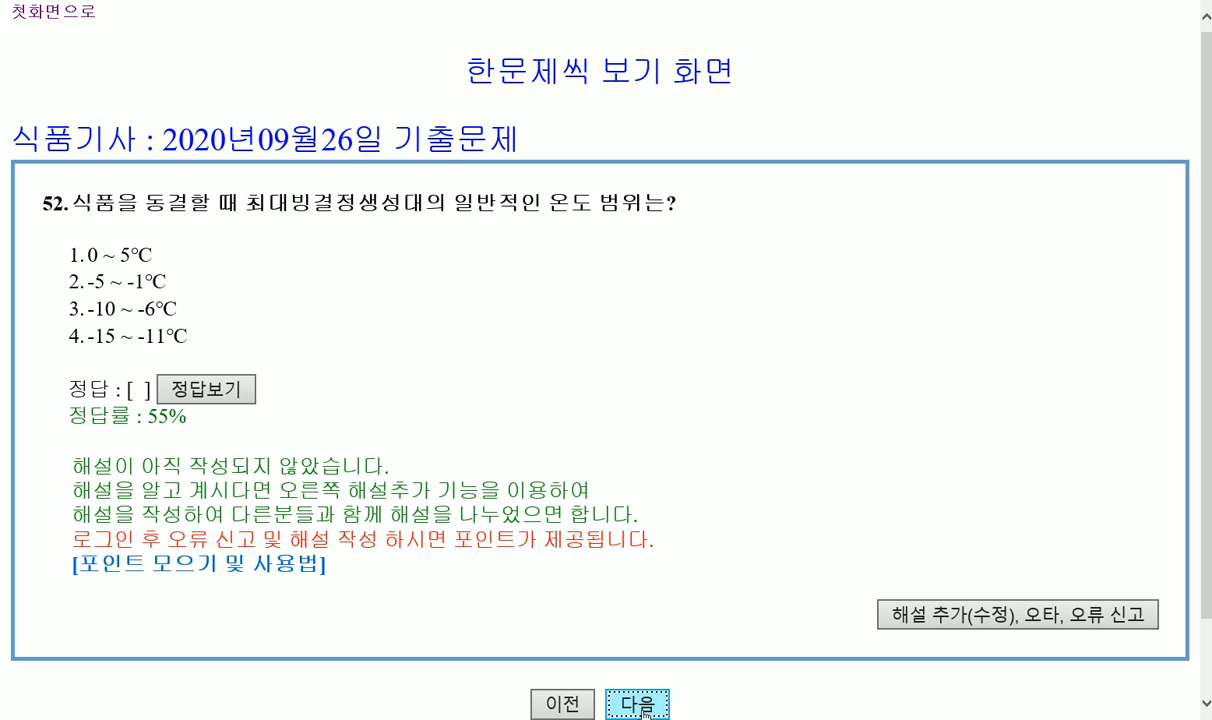 첫화면으로
한문제씩 보기 화면
식품기사 : 2020년09월26일 기출문제
52. 식품을 동결할 때 최대빙결정생성대의 일반적인 온도 범위는?
1. 0 ~ 5℃
2. -5 ~ -1℃
3. -10 ~ -6℃
4. -15 ~ -11℃
정답 : [ ] 정답보기
정답률 : 55%
해설이 아직 작성되지 않았습니다.
해설을 알고 계시다면 오른쪽 해설추가 기능을 이용하여
해설을 작성하여 다른분들과 함께 해설을 나누었으면 합니다.
로그인 후 오류 신고 및 해설 작성 하시면 포인트가 제공됩니다.
[포인트 모으기 및 사용법]
해설 추가(수정), 오타, 오류 신고
이전 다음